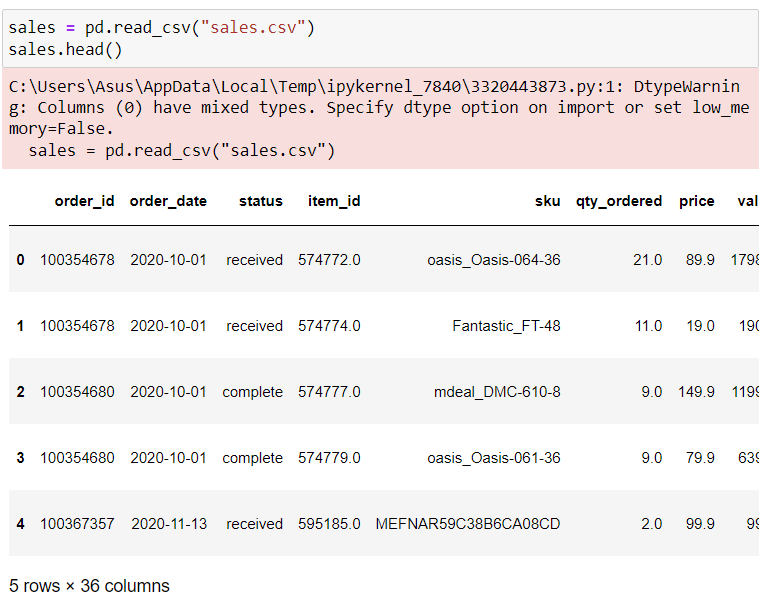 sales = pd.read_csv("sales.csv")
sales.head()
C:\Users\Asus\AppData\Local\Temp\ipykernel_7840\3320443873.py:1: DtypeWarnin
g: Columns (0) have mixed types. Specify dtype option on import or set low_me
mory=False.
  sales = pd.read_csv("sales.csv")
order_id order_date status item_id sku qty_ordered price val
0 100354678 2020-10-01 received 574772.0 oasis_Oasis-064-36 21.0 89.9 1798
1 100354678 2020-10-01 received 574774.0 Fantastic_FT-48 11.0 19.0 190
2 100354680 2020-10-01 complete 574777.0 mdeal_DMC-610-8 9.0 149.9 1199
3 100354680 2020-10-01 complete 574779.0 oasis_Oasis-061-36 9.0 79.9 639
4 100367357 2020-11-13 received 595185.0 MEFNAR59C38B6CA08CD 2.0 99.9 99
5 rows × 36 columns